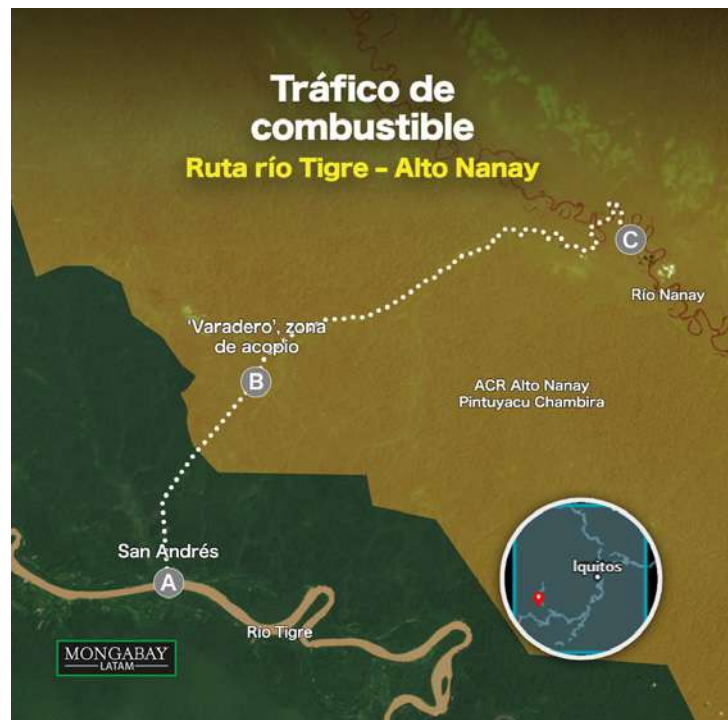 Tráfico de
combustible
Ruta río Tigre – Alto Nanay
C
Río Nanay
'Varadero', zona
de acopio
B
ACR Alto Nanay
Pintuyacu Chambira
San Andrés
A
Iquitos
Río Tigre
MONGABAY
LATAM